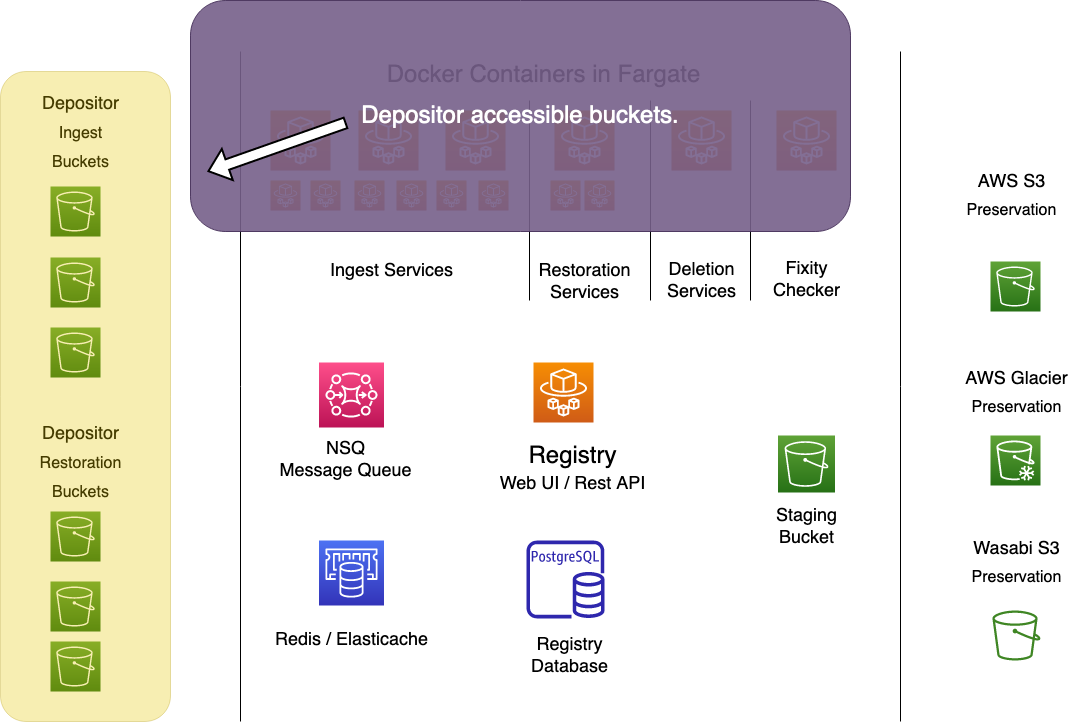 Docker Containers in Fargate
Depositor accessible buckets.
Depositor
Ingest
Buckets
Depositor
Restoration
Buckets
Ingest Services
Restoration
Services
Deletion
Services
Fixity
Checker
NSQ
Message Queue
Registry
Web UI / Rest API
Staging
Bucket
Redis / Elasticache
PostgreSQL
Registry
Database
AWS S3
Preservation
AWS Glacier
Preservation
Wasabi S3
Preservation